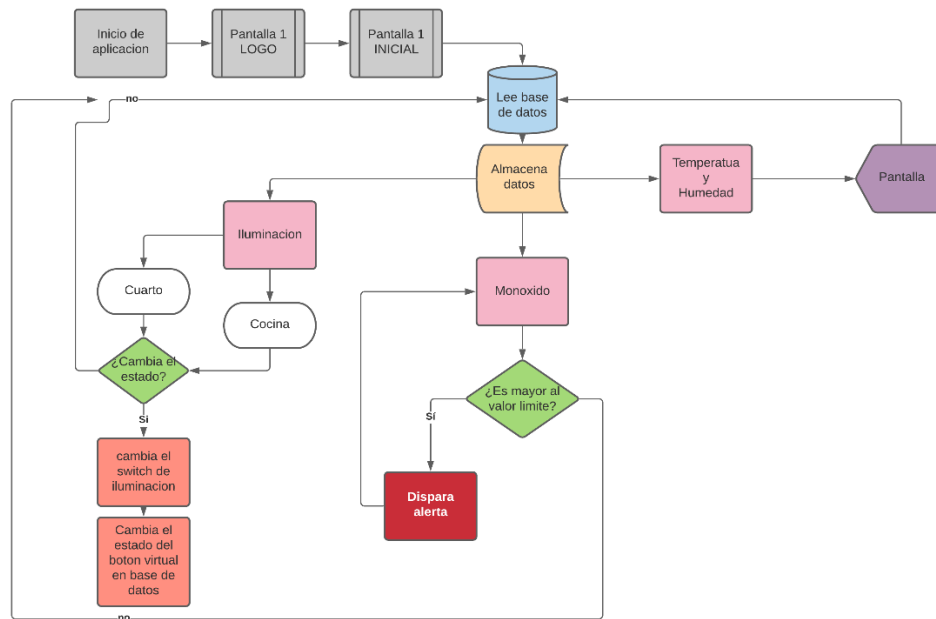 Inicio de
aplicacion
Pantalla 1
LOGO
Pantalla 1
INICIAL
no
Lee base
de datos
Almacena
datos
Temperatua
y
Humedad
Pantalla
Iluminacion
Cuarto
Cocina
Monoxido
¿Cambia el
estado?
¿Es mayor al
valor limite?
Si
Sí
cambia el
switch de
iluminacion
Dispara
alerta
Cambia el
estado del
boton virtual
en base de
datos
no